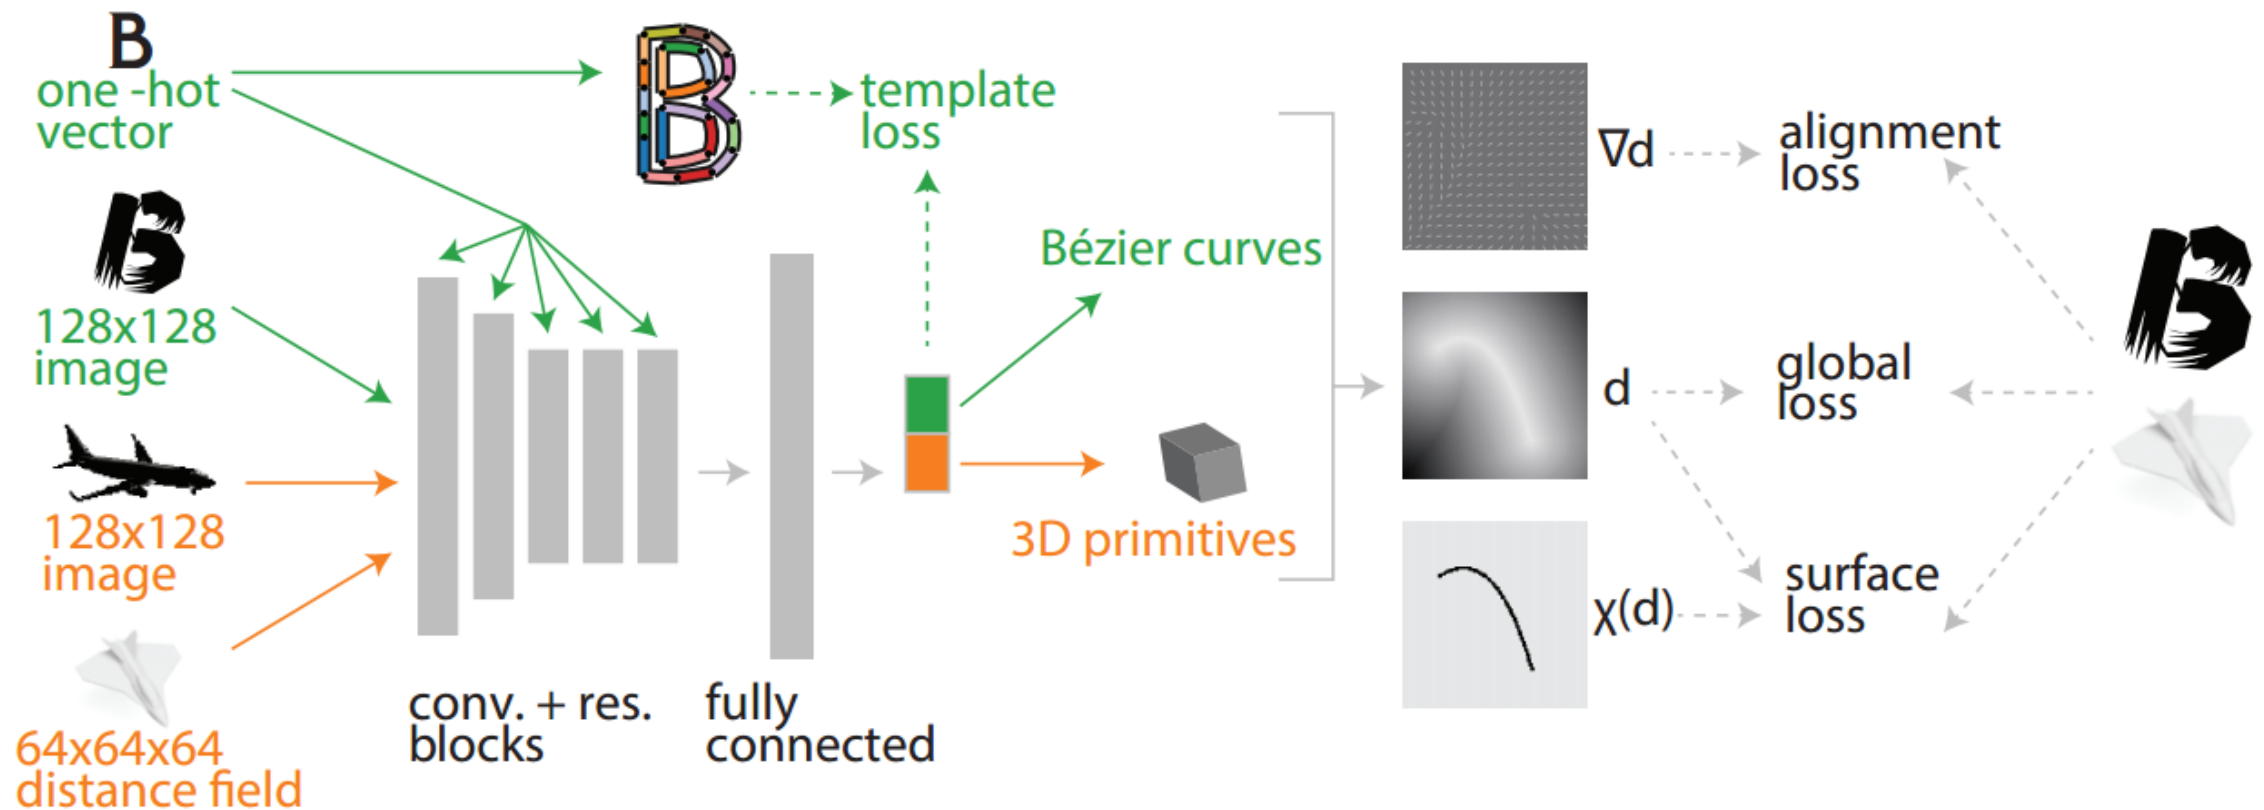 B
one -hot
vector
128x128
image
128x128
image
64x64x64
distance field
conv. + res.
blocks
fully
connected
template
loss
Bézier curves
3D primitives
∇d
alignment
loss
d
global
loss
χ(d)
surface
loss